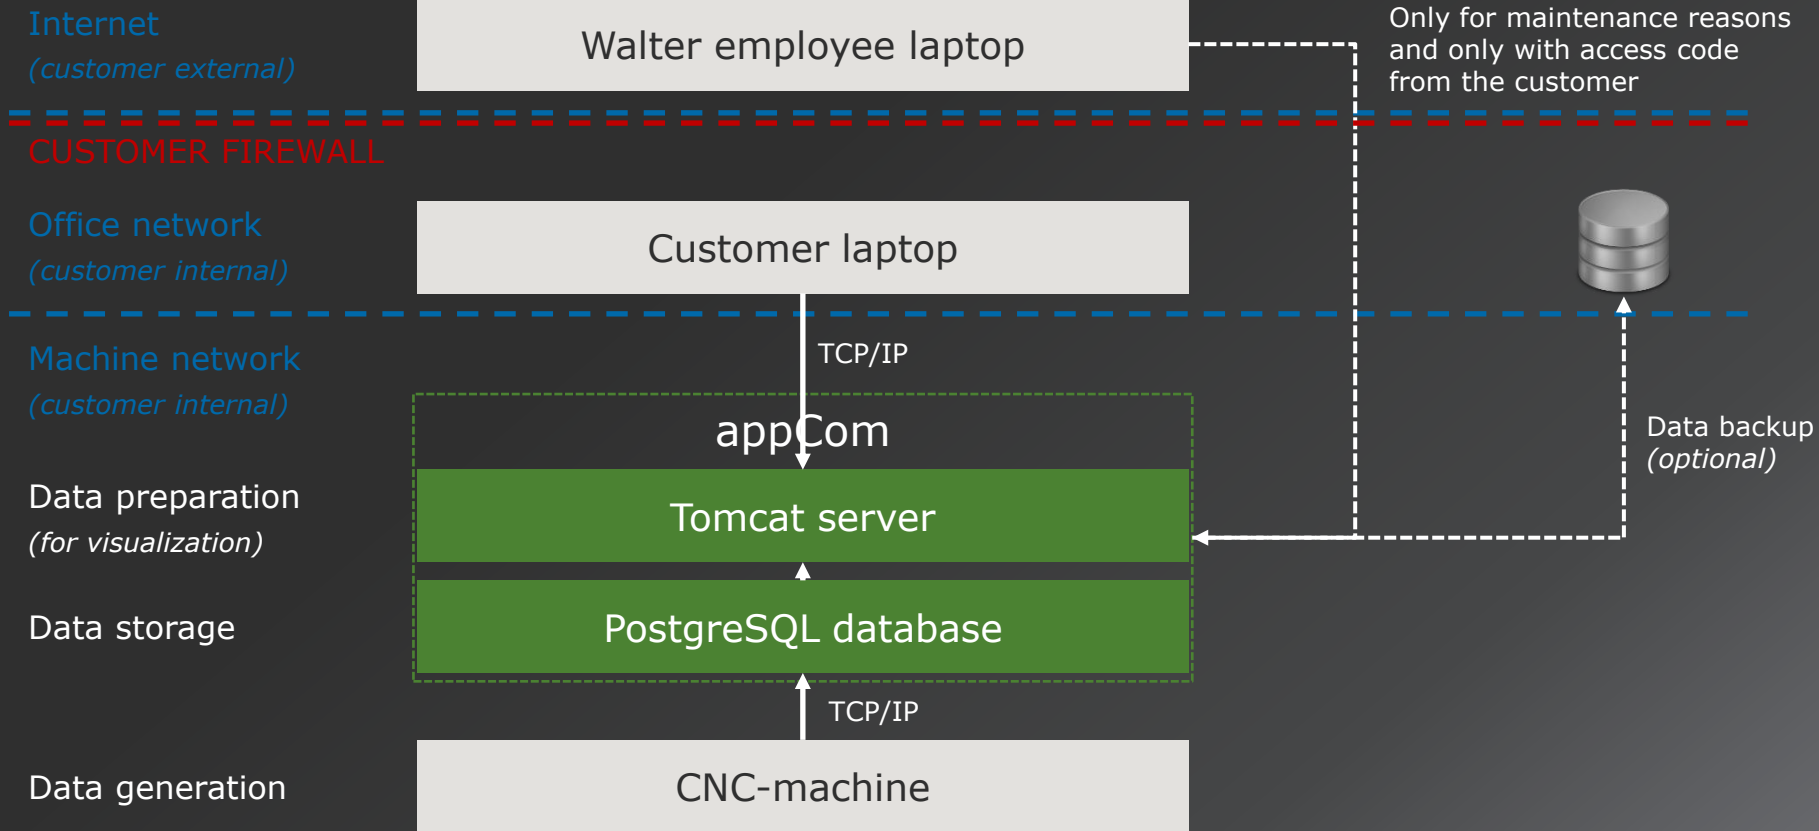 Internet
(customer external)
Walter employee laptop
Only for maintenance reasons
and only with access code
from the customer
CUSTOMER FIREWALL
Office network
(customer internal)
Customer laptop
Machine network
(customer internal)
TCP/IP
appCom
Data backup
(optional)
Data preparation
(for visualization)
Tomcat server
Data storage
PostgreSQL database
TCP/IP
Data generation
CNC-machine